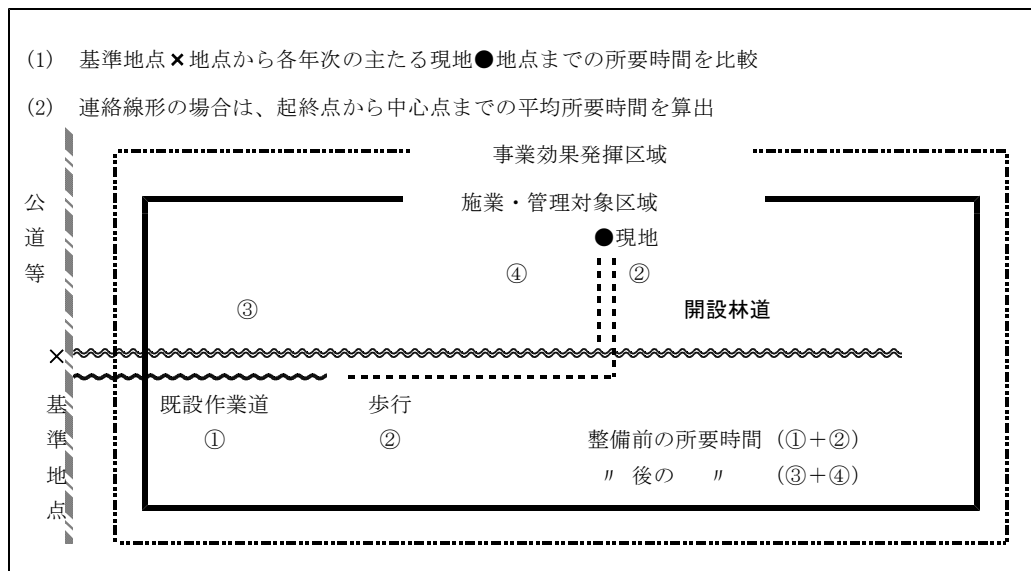 (1) 基準地点×地点から各年次の主たる現地●地点までの所要時間を比較
(2) 連絡線形の場合は、起終点から中心点までの平均所要時間を算出
事業効果発揮区域
公道等
施業・管理対象区域
●現地
④ ②
③ 開設林道
×
基準地点
既設作業道 歩行
① ② 整備前の所要時間 (①+②)
〃 後の 〃 (③+④)